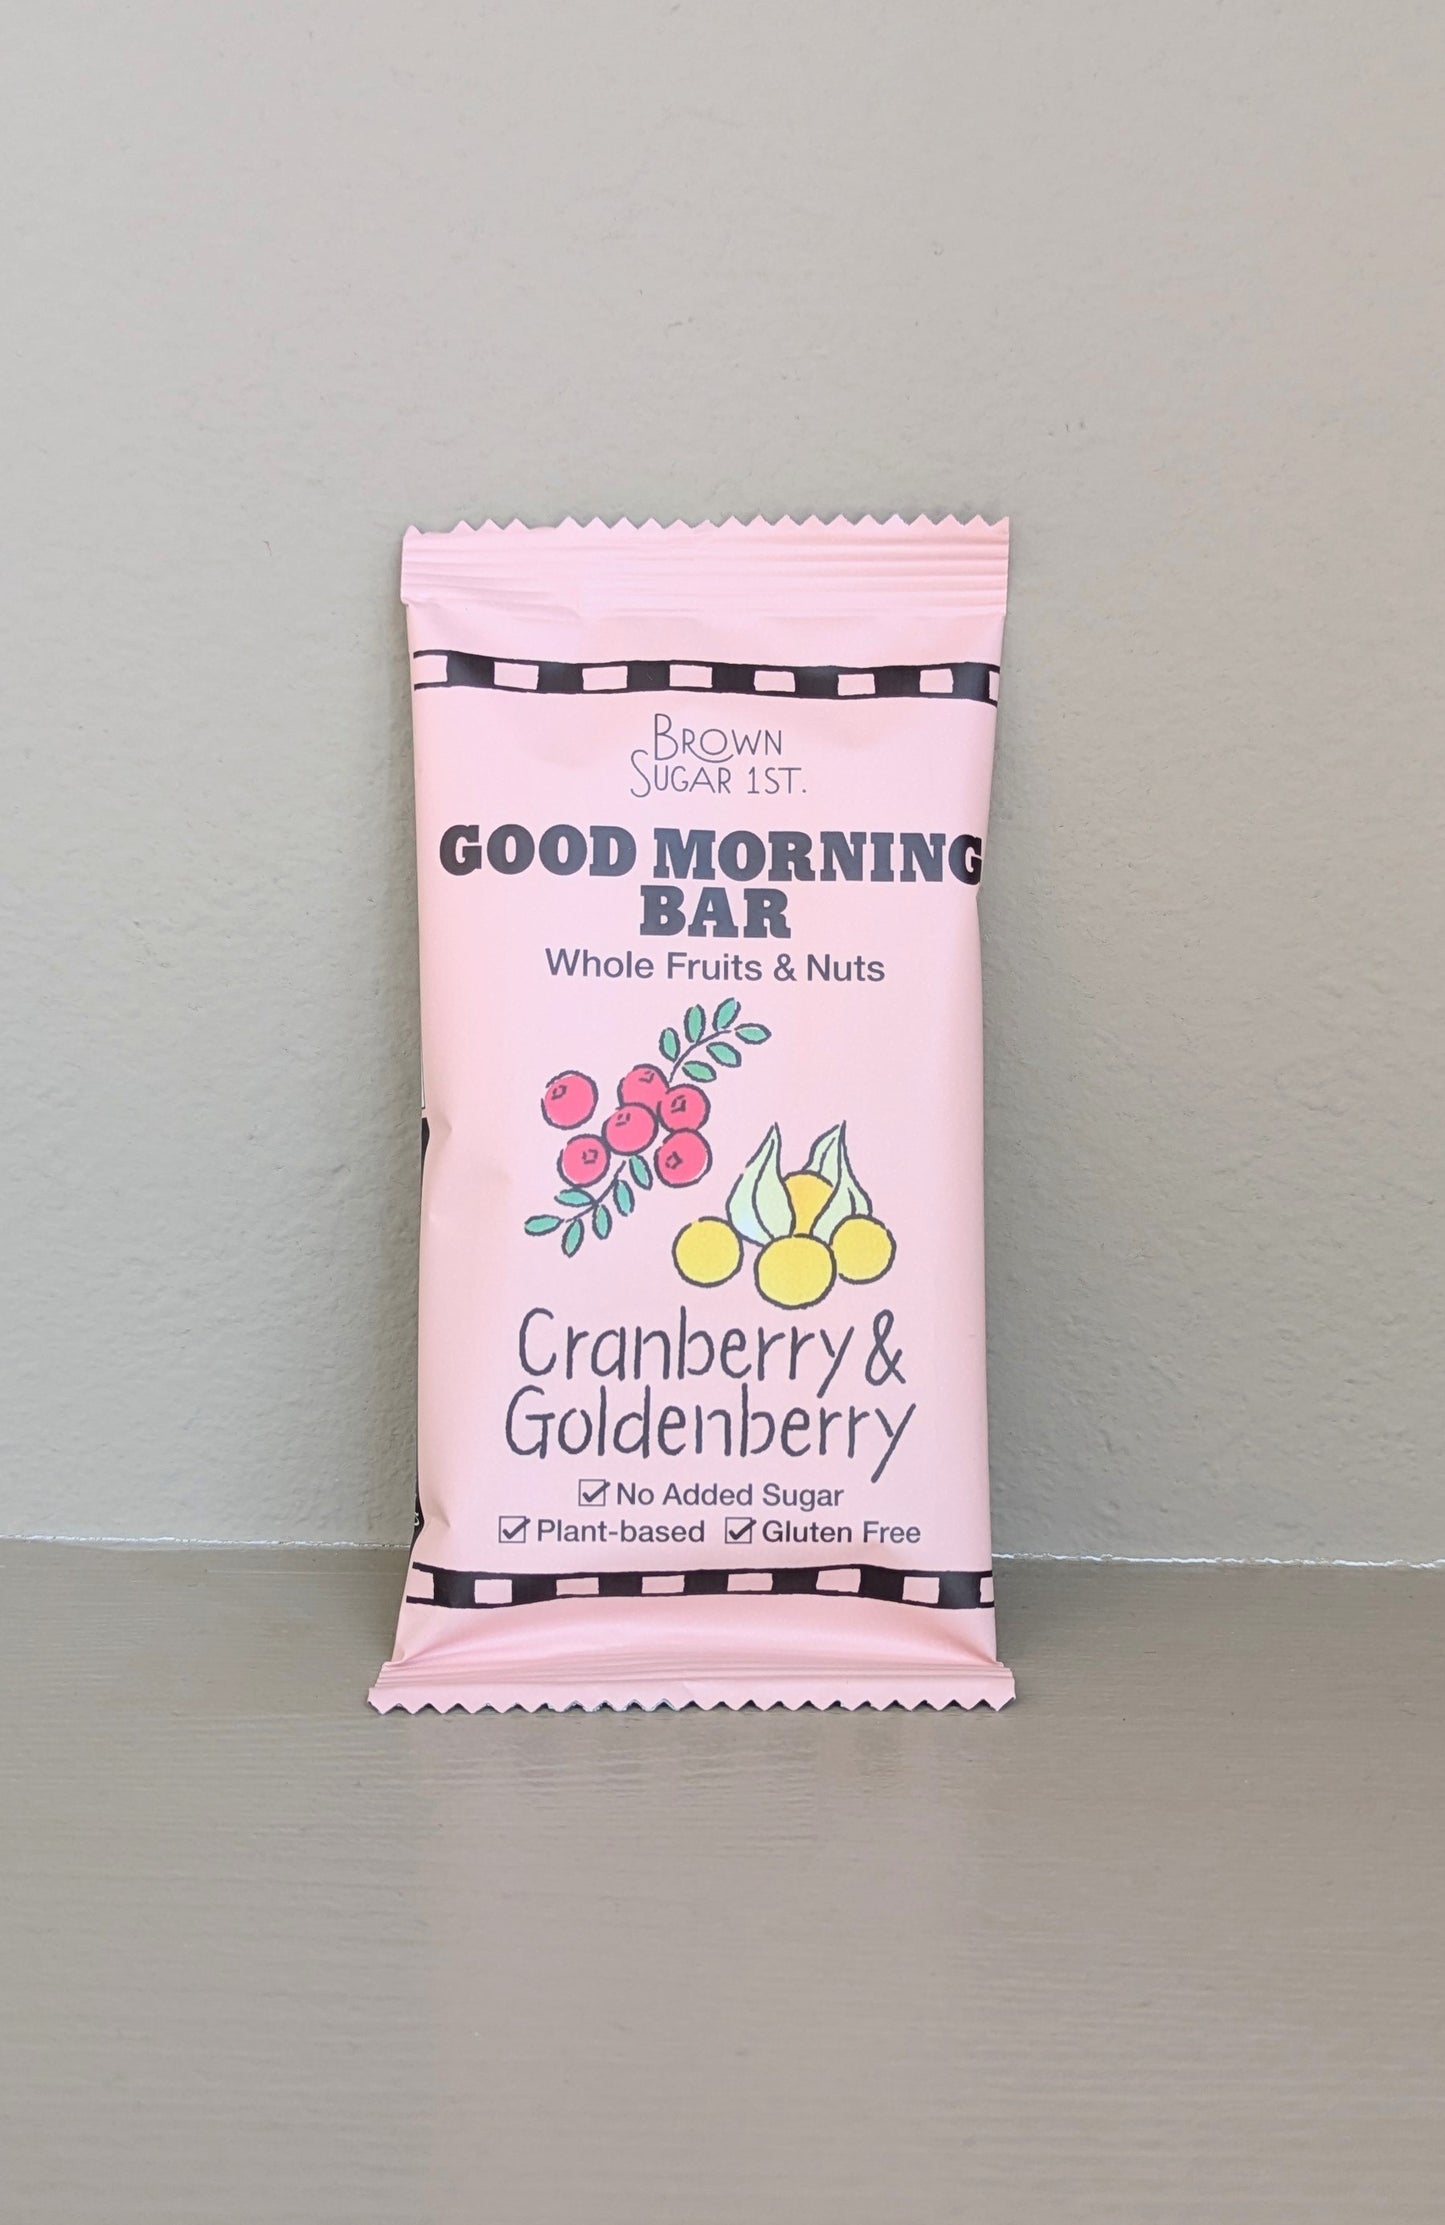 BROWN
SUGAR 1ST.
GOOD MORNING
BAR
Whole Fruits & Nuts
Cranberry &
Goldenberry
No Added Sugar
Plant-based Gluten Free